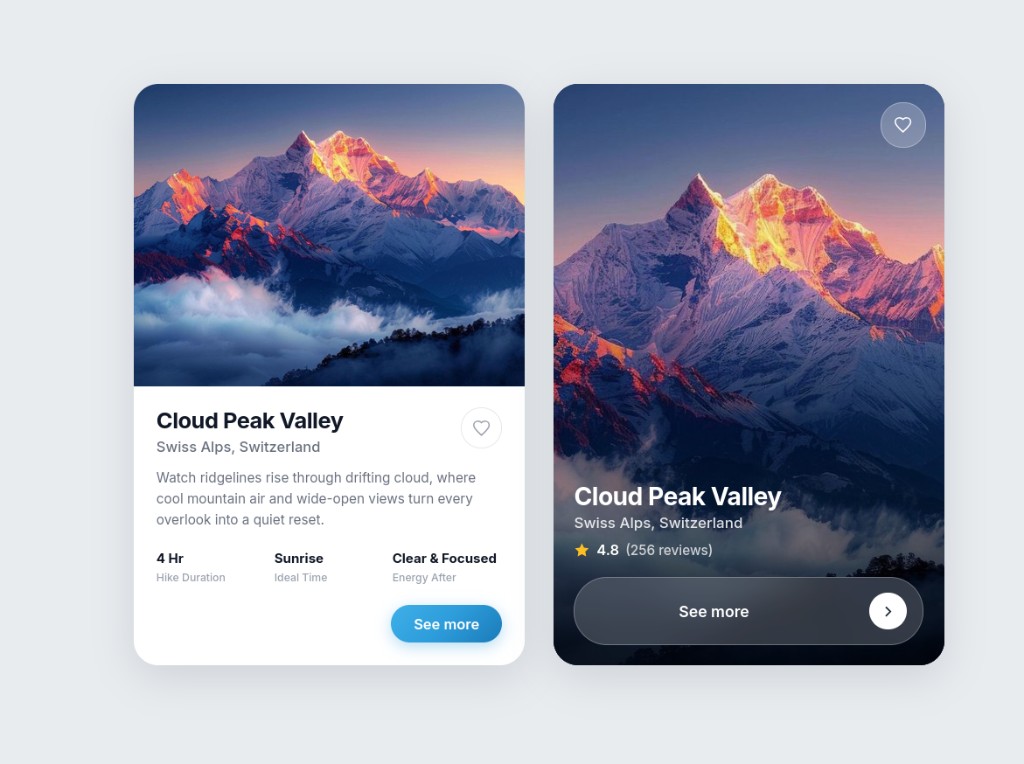 Cloud Peak Valley
Swiss Alps, Switzerland
Watch ridgelines rise through drifting cloud, where
cool mountain air and wide-open views turn every
overlook into a quiet reset.
4 Hr
Hike Duration
Sunrise
Ideal Time
Clear & Focused
Energy After
See more
Cloud Peak Valley
Swiss Alps, Switzerland
4.8 (256 reviews)
See more